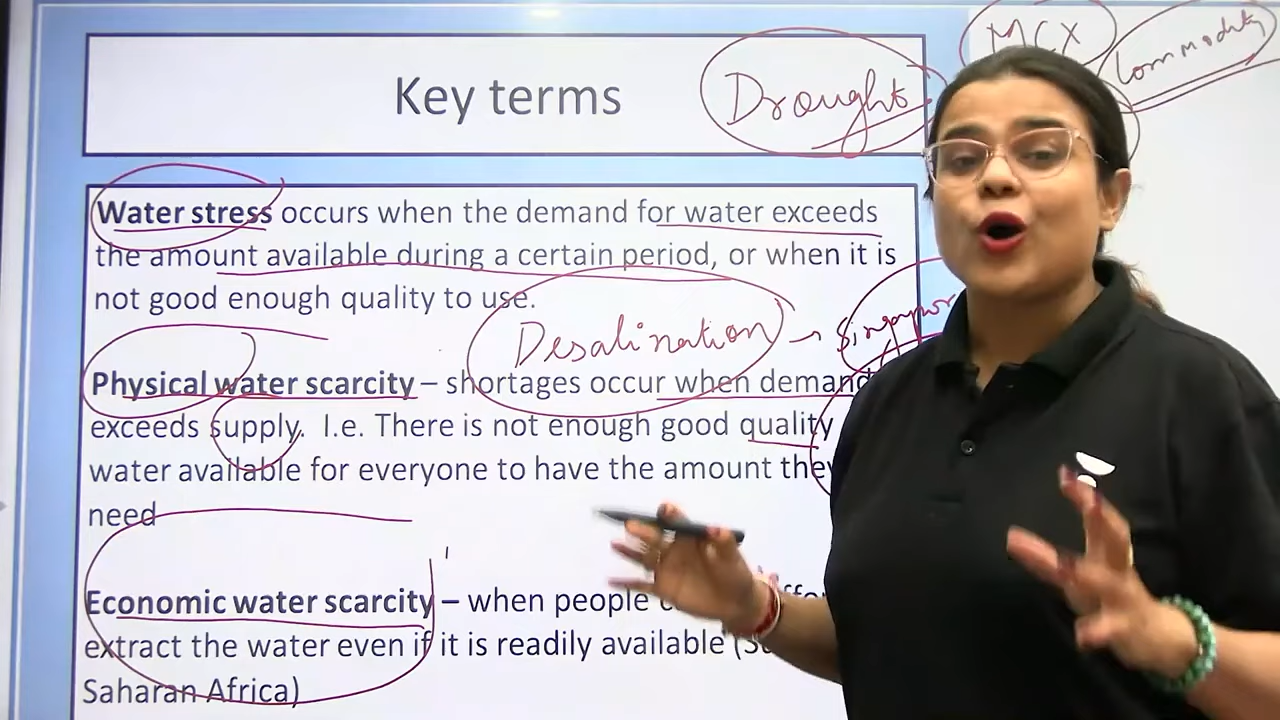 Key terms
Drought
MCX
Commodity
Water stress occurs when the demand for water exceeds
the amount available during a certain period, or when it is
not good enough quality to use.
Desalination -
Physical water scarcity – shortages occur when demand
exceeds supply. I.e. There is not enough good quality
water available for everyone to have the amount they
need
Economic water scarcity – when people
extract the water even if it is readily available
Saharan Africa)